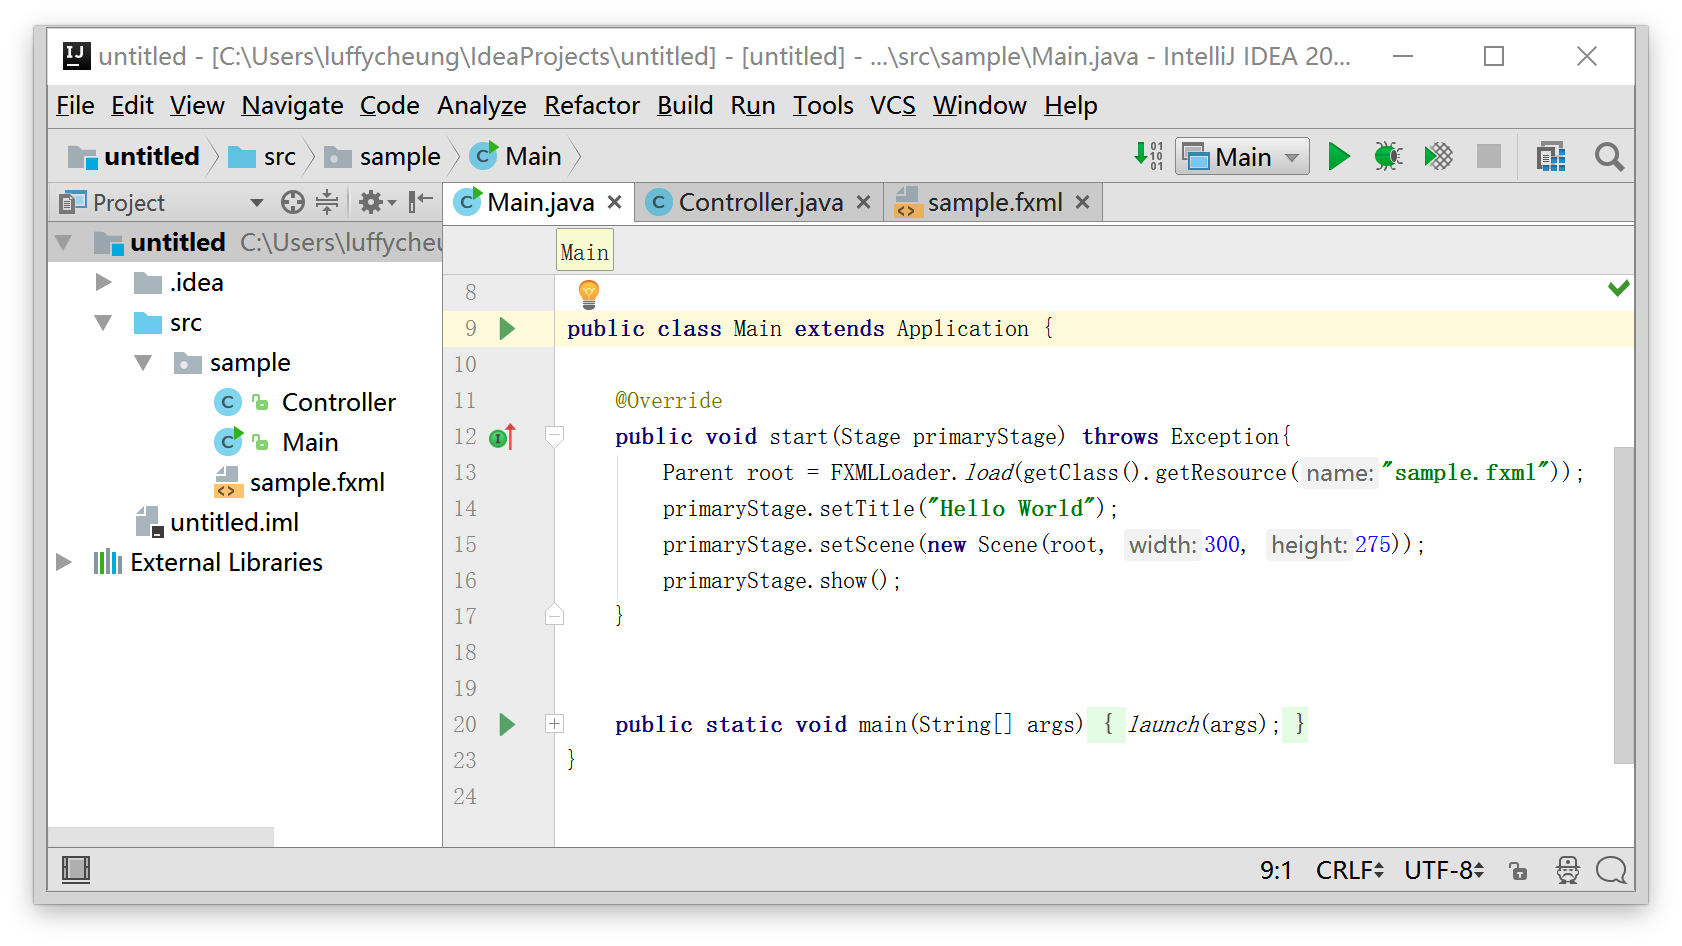 untitled - [C:\Users\luffycheung\IdeaProjects\untitled] - [untitled] - ...\src\sample\Main.java - IntelliJ IDEA 20...
File Edit View Navigate Code Analyze Refactor Build Run Tools VCS Window Help
untitled src sample Main Main
Project
Main.java Controller.java sample.fxml
untitled C:\Users\luffycheu
.idea
src
sample
Controller
Main
sample.fxml
untitled.iml
External Libraries
Main
8
9 public class Main extends Application {
10
11 @Override
12 public void start(Stage primaryStage) throws Exception{
13 Parent root = FXMLLoader.load(getClass().getResource( name: "sample.fxml"));
14 primaryStage.setTitle("Hello World");
15 primaryStage.setScene(new Scene(root, width: 300, height: 275));
16 primaryStage.show();
17 }
18
19
20 public static void main(String[] args) { launch(args); }
23 }
24
9:1 CRLF UTF-8